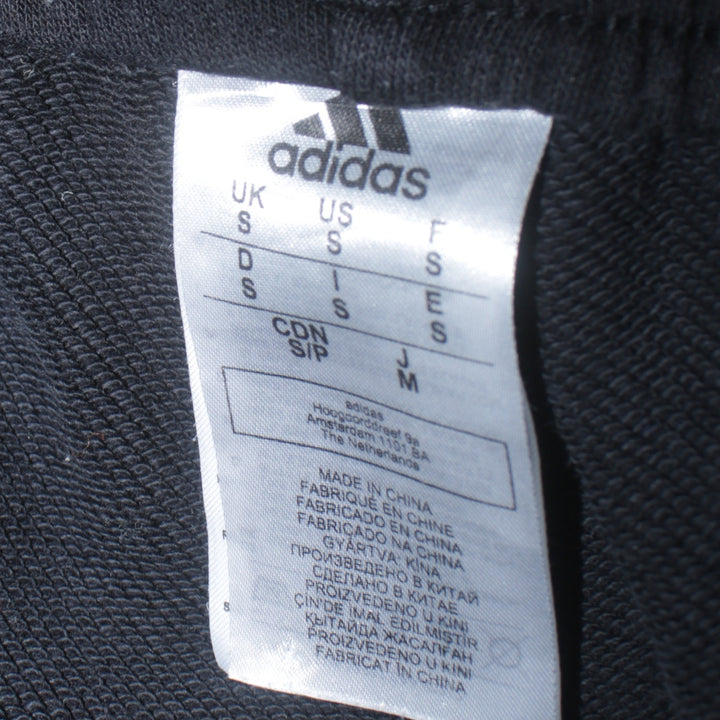 adidas
UK US F
S S S
D I E
S S S
CDN J
S/P M
adidas
Hoogoorddreef 9a
Amsterdam 1101 BA
The Netherlands
MADE IN CHINA
FABRIQUÉ EN CHINE
FABRICADO EN CHINA
FABRICADO NA CHINA
GYÁRTVA: KÍNA
ПРОИЗВЕДЕНО В КИТАЙ
СДЕЛАНО В КИТАЕ
PROIZVEDENO U KINI
ÇİN'DE İMAL EDİLMİŞTİR
ҚЫТАЙДА ЖАСАЛҒАН
PROIZVEDENO U KINI
FABRICAT ÎN CHINA